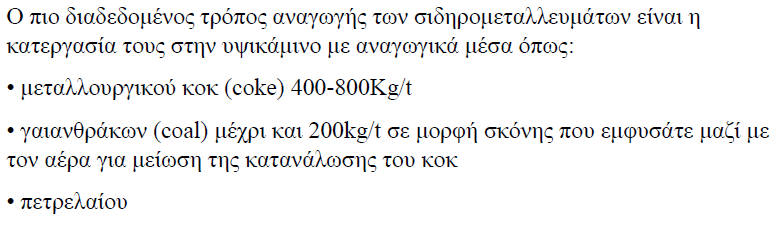 Ο πιο διαδεδομένος τρόπος αναγωγής των σιδηρομεταλλευμάτων είναι η
κατεργασία τους στην υψικάμινο με αναγωγικά μέσα όπως:
• μεταλλουργικού κοκ (coke) 400-800Kg/t
• γαιανθράκων (coal) μέχρι και 200kg/t σε μορφή σκόνης που εμφυσάτε μαζί με
τον αέρα για μείωση της κατανάλωσης του κοκ
• πετρελαίου